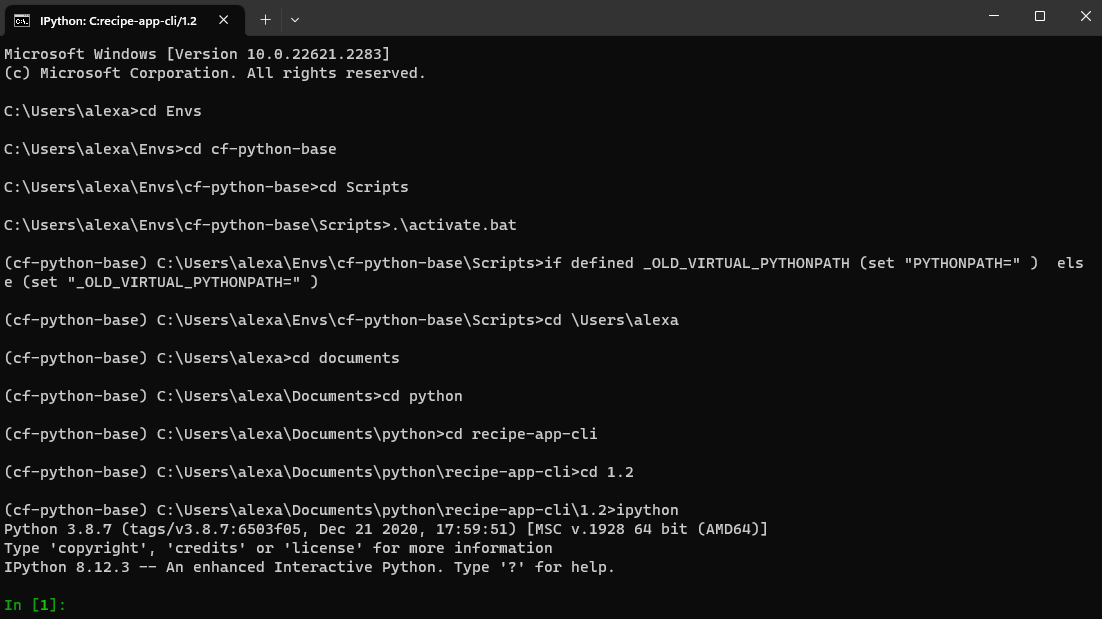 IPython: C:recipe-app-cli/1.2
Microsoft Windows [Version 10.0.22621.2283]
(c) Microsoft Corporation. All rights reserved.
C:\Users\alexa>cd Envs
C:\Users\alexa\Envs>cd cf-python-base
C:\Users\alexa\Envs\cf-python-base>cd Scripts
C:\Users\alexa\Envs\cf-python-base\Scripts>.\activate.bat
(cf-python-base) C:\Users\alexa\Envs\cf-python-base\Scripts>if defined _OLD_VIRTUAL_PYTHONPATH (set "PYTHONPATH=" )  els
e (set "_OLD_VIRTUAL_PYTHONPATH=" )
(cf-python-base) C:\Users\alexa\Envs\cf-python-base\Scripts>cd \Users\alexa
(cf-python-base) C:\Users\alexa>cd documents
(cf-python-base) C:\Users\alexa\Documents>cd python
(cf-python-base) C:\Users\alexa\Documents\python>cd recipe-app-cli
(cf-python-base) C:\Users\alexa\Documents\python\recipe-app-cli>cd 1.2
(cf-python-base) C:\Users\alexa\Documents\python\recipe-app-cli\1.2>ipython
Python 3.8.7 (tags/v3.8.7:6503f05, Dec 21 2020, 17:59:51) [MSC v.1928 64 bit (AMD64)]
Type 'copyright', 'credits' or 'license' for more information
IPython 8.12.3 -- An enhanced Interactive Python. Type '?' for help.
In [1]: